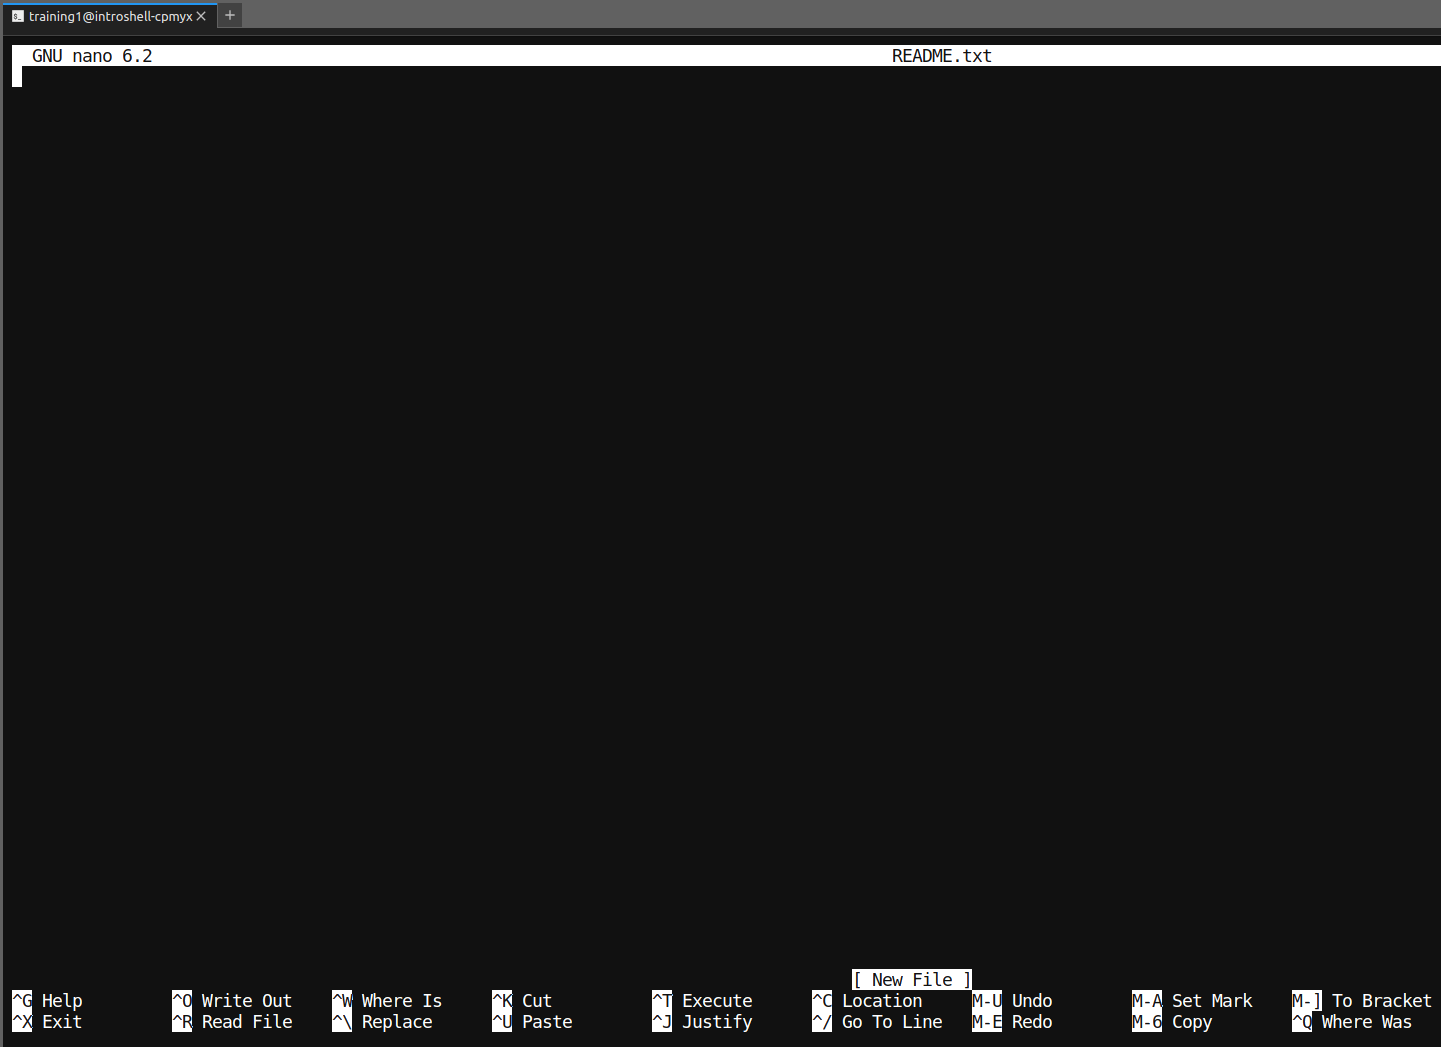 training1@introshell-cpmyx × +
GNU nano 6.2 README.txt
[ New File ]
^G Help ^O Write Out ^W Where Is ^K Cut ^T Execute ^C Location M-U Undo M-A Set Mark M-] To Bracket
^X Exit ^R Read File ^\ Replace ^U Paste ^J Justify ^/ Go To Line M-E Redo M-6 Copy ^Q Where Was